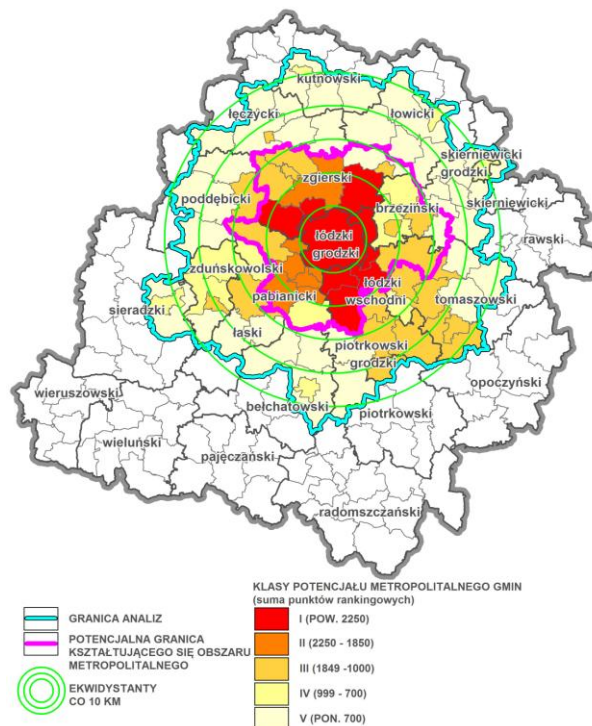 kutnowski
łęczycki
łowicki
skierniewicki
grodzki
zgierski
poddębicki
brzeziński
skierniewicki
rawski
łódzki
grodzki
zduńskowolski
łódzki
wschodni
pabianicki
tomaszowski
sieradzki
łaski
piotrkowski
grodzki
opoczyński
wieruszowski
bełchatowski
piotrkowski
wieluński
pajęczański
radomszczański
GRANICA ANALIZ
POTENCJALNA GRANICA
KSZTAŁTUJĄCEGO SIĘ OBSZARU
METROPOLITALNEGO
EKWIDYSTANTY
CO 10 KM
KLASY POTENCJAŁU METROPOLITALNEGO GMIN
(suma punktów rankingowych)
I (POW. 2250)
II (2250 - 1850)
III (1849 -1000)
IV (999 - 700)
V (PON. 700)